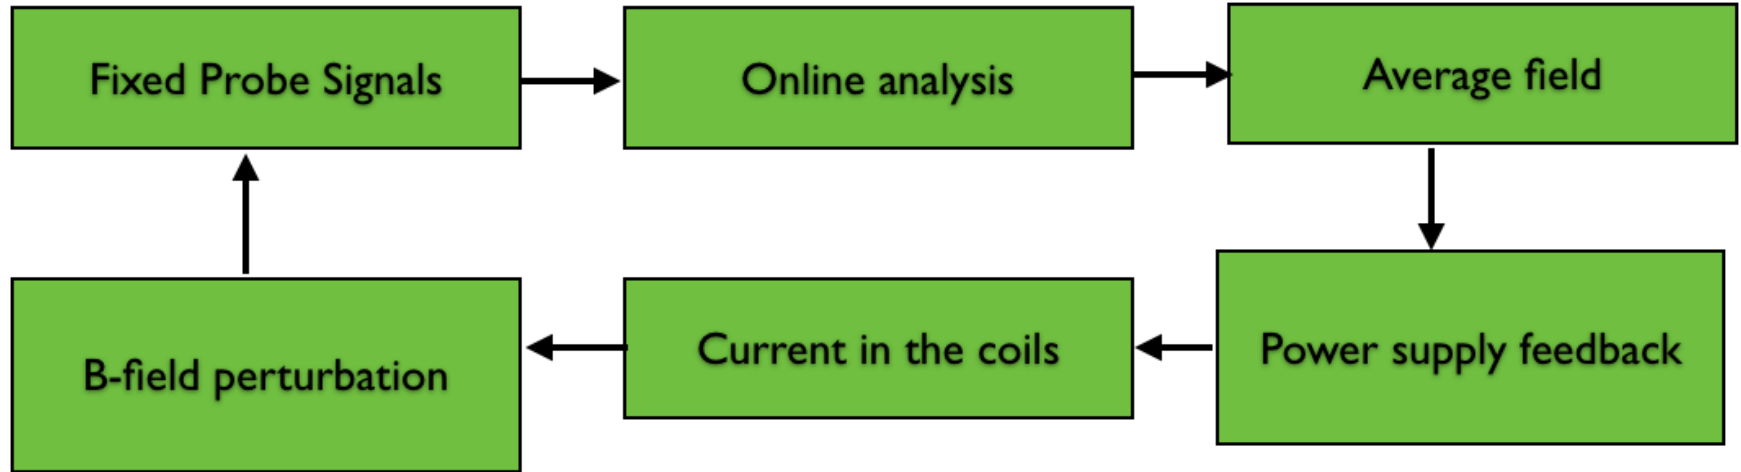 Fixed Probe Signals
Online analysis
Average field
B-field perturbation
Current in the coils
Power supply feedback